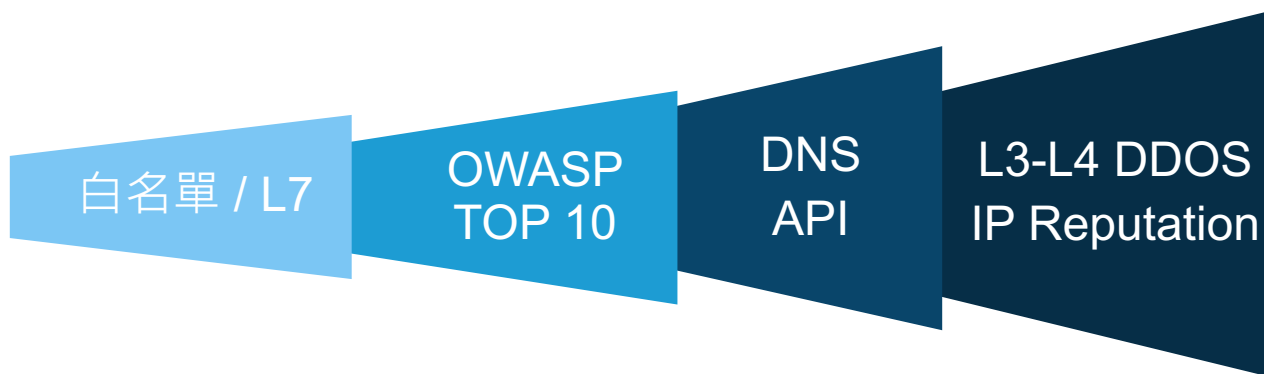 白名單 / L7
OWASP
TOP 10
DNS
API
L3-L4 DDOS
IP Reputation